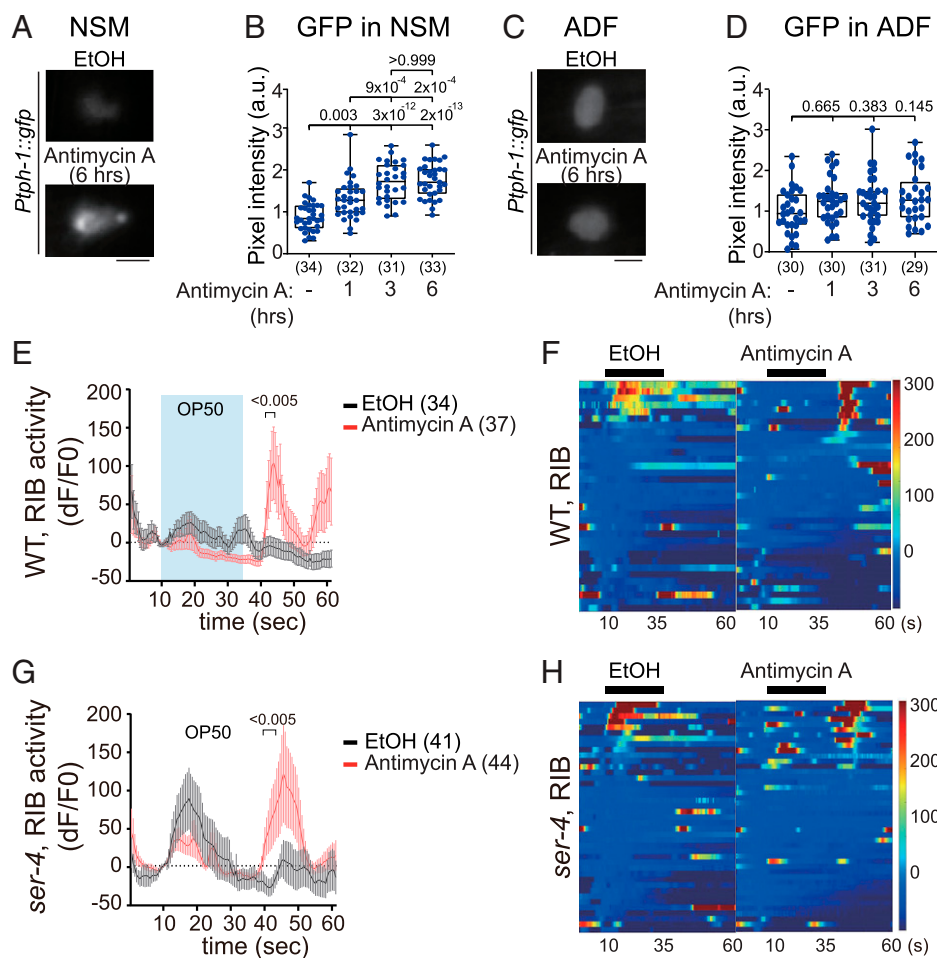 A NSM
EtOH
Antimycin A
(6 hrs)
Ptph-1::gfp
B GFP in NSM
>0.999
9x10⁻⁴ 2x10⁻⁴
0.003 3x10⁻¹² 2x10⁻¹³
Pixel intensity (a.u.)
4
3
2
1
0
(34) (32) (31) (33)
Antimycin A: - 1 3 6
(hrs)
C ADF
EtOH
Antimycin A
(6 hrs)
Ptph-1::gfp
D GFP in ADF
0.665 0.383 0.145
Pixel intensity (a.u.)
4
3
2
1
0
(30) (30) (31) (29)
Antimycin A: - 1 3 6
(hrs)
E
WT, RIB activity
(dF/F0)
200
150
100
50
0
-50
OP50
<0.005
EtOH (34)
Antimycin A (37)
10 20 30 40 50 60
time (sec)
F
EtOH Antimycin A
WT, RIB
300
200
100
0
10 35 60 10 35 60 (s)
G
ser-4, RIB activity
(dF/F0)
200
150
100
50
0
-50
OP50
<0.005
EtOH (41)
Antimycin A (44)
0 10 20 30 40 50 60
time (sec)
H
EtOH Antimycin A
ser-4, RIB
300
200
100
0
10 35 60 10 35 60 (s)